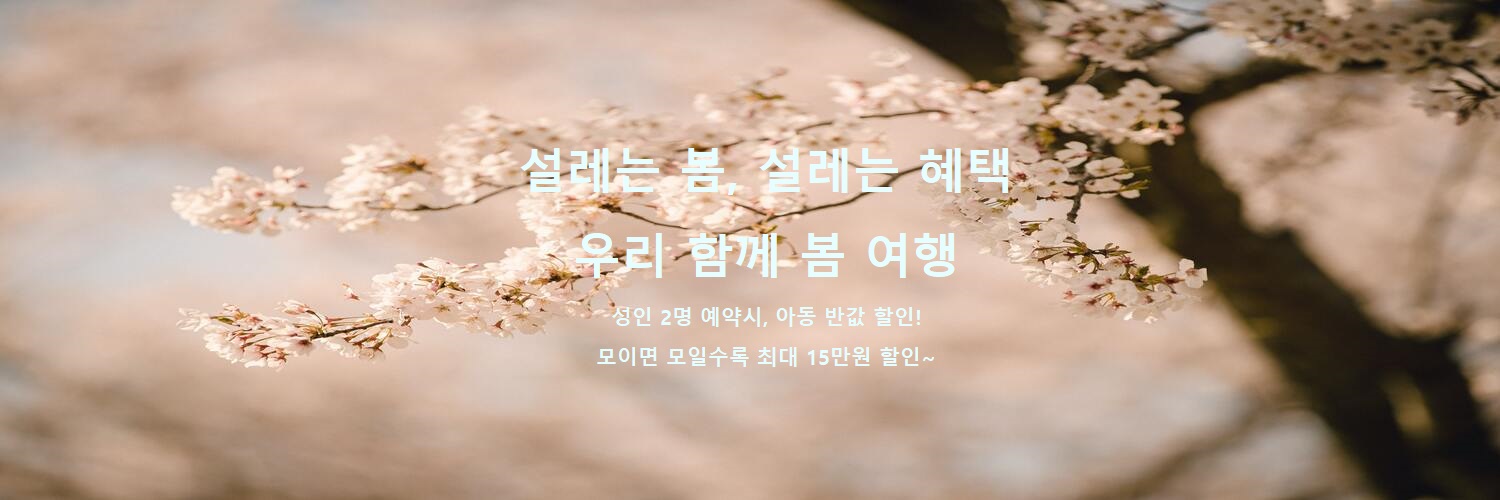 설레는 봄, 설레는 혜택
우리 함께 봄 여행
성인 2명 예약시, 아동 반값 할인!
모이면 모일수록 최대 15만원 할인~